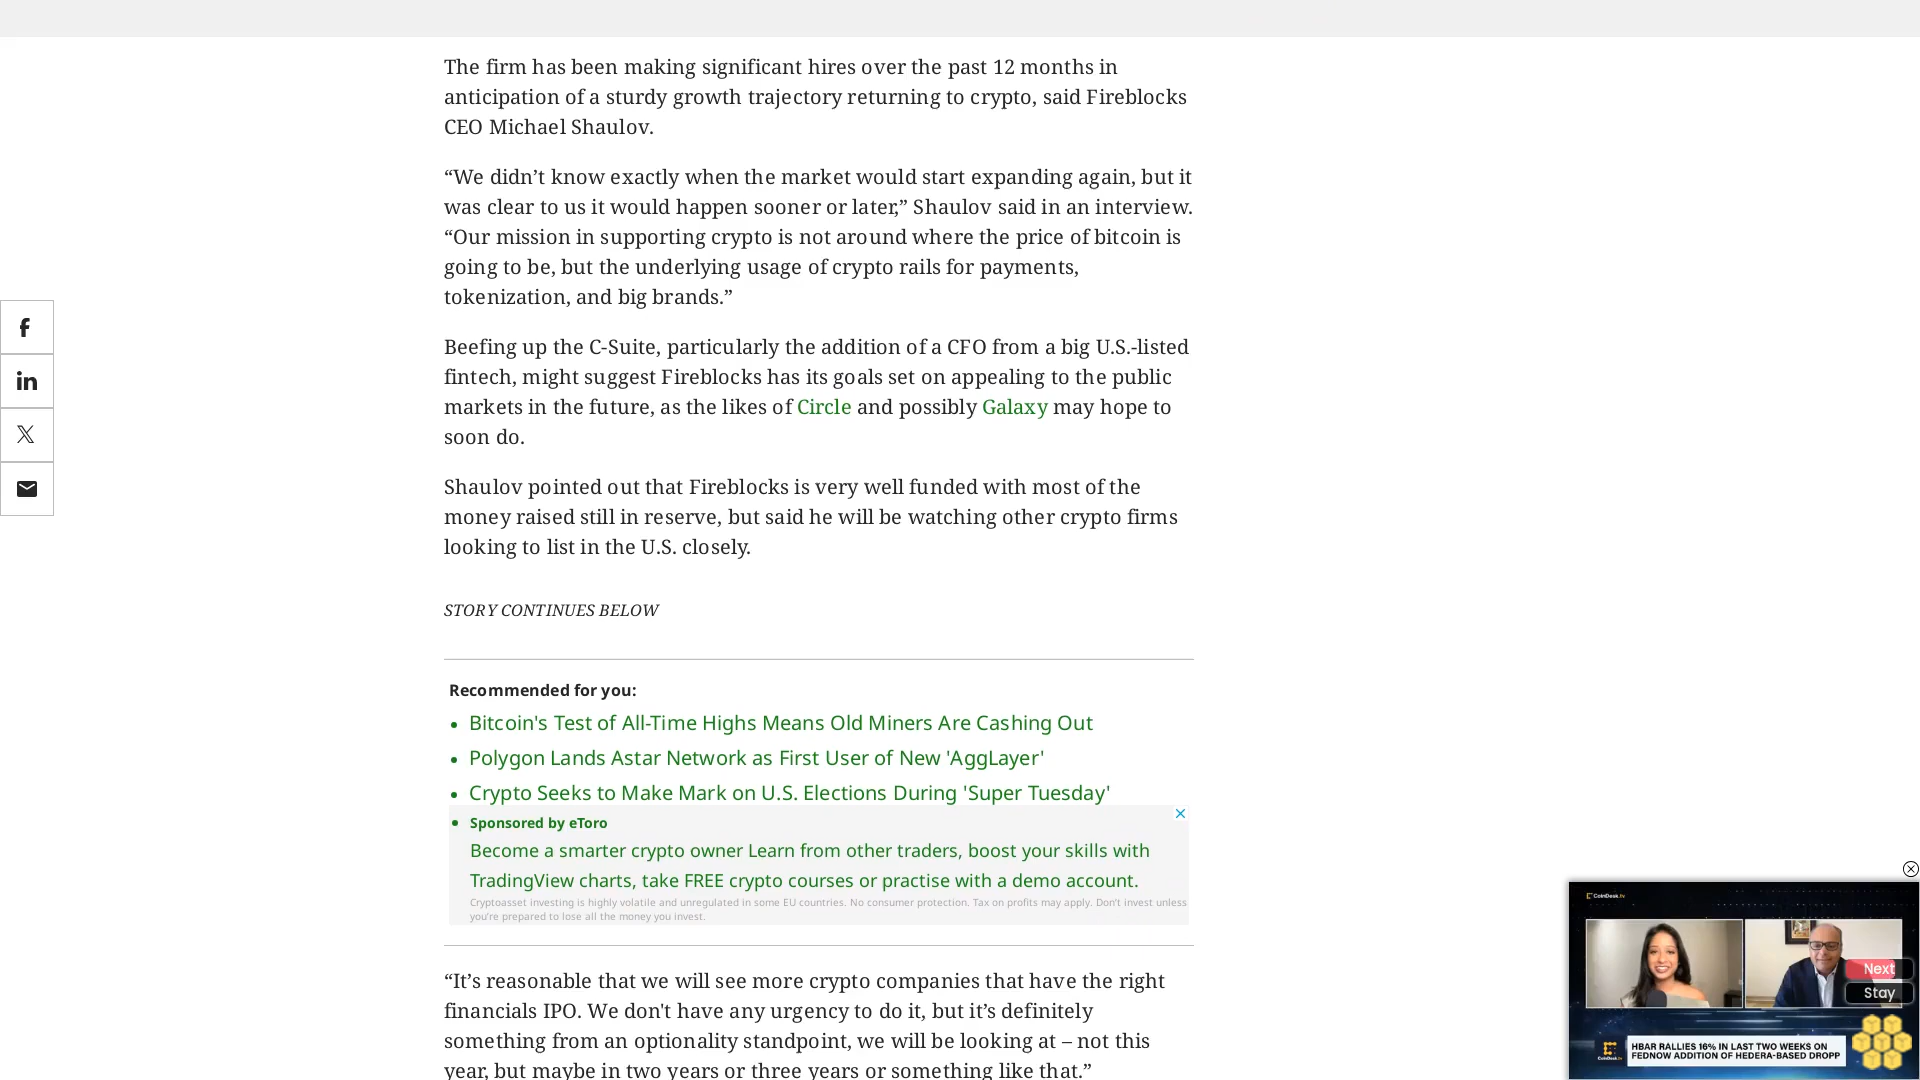 The firm has been making significant hires over the past 12 months in
anticipation of a sturdy growth trajectory returning to crypto, said Fireblocks
CEO Michael Shaulov.
“We didn’t know exactly when the market would start expanding again, but it
was clear to us it would happen sooner or later,” Shaulov said in an interview.
“Our mission in supporting crypto is not around where the price of bitcoin is
going to be, but the underlying usage of crypto rails for payments,
tokenization, and big brands.”
Beefing up the C-Suite, particularly the addition of a CFO from a big U.S.-listed
fintech, might suggest Fireblocks has its goals set on appealing to the public
markets in the future, as the likes of Circle and possibly Galaxy may hope to
soon do.
Shaulov pointed out that Fireblocks is very well funded with most of the
money raised still in reserve, but said he will be watching other crypto firms
looking to list in the U.S. closely.
STORY CONTINUES BELOW
Recommended for you:
• Bitcoin's Test of All-Time Highs Means Old Miners Are Cashing Out
• Polygon Lands Astar Network as First User of New 'AggLayer'
• Crypto Seeks to Make Mark on U.S. Elections During 'Super Tuesday'
• Sponsored by eToro
Become a smarter crypto owner Learn from other traders, boost your skills with
TradingView charts, take FREE crypto courses or practise with a demo account.
Cryptoasset investing is highly volatile and unregulated in some EU countries. No consumer protection. Tax on profits may apply. Don’t invest unless
you’re prepared to lose all the money you invest.
“It’s reasonable that we will see more crypto companies that have the right
financials IPO. We don't have any urgency to do it, but it’s definitely
something from an optionality standpoint, we will be looking at – not this
year, but maybe in two years or three years or something like that.”
CoinDesk.tv
Next
Stay
CoinDesk.tv
HBAR RALLIES 16% IN LAST TWO WEEKS ON
FEDNOW ADDITION OF HEDERA-BASED DROPP